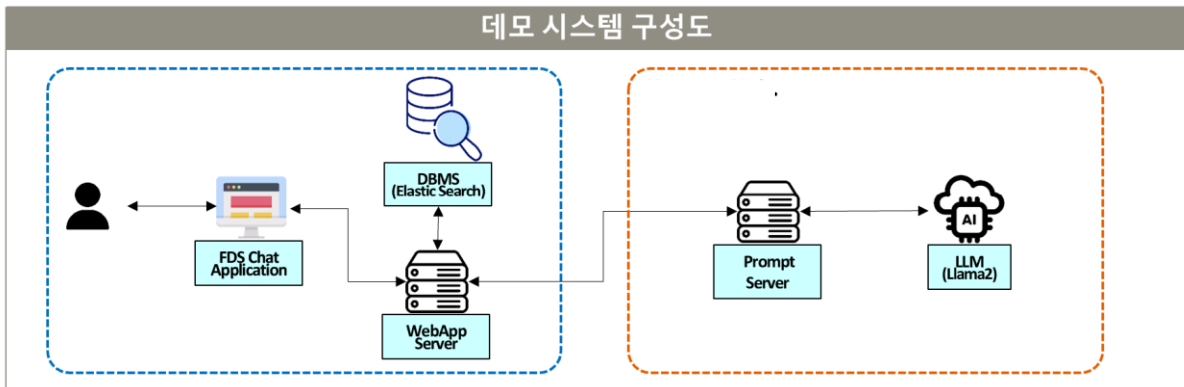 데모 시스템 구성도
DBMS
(Elastic Search)
FDS Chat
Application
WebApp
Server
Prompt
Server
AI
LLM
(Llama2)